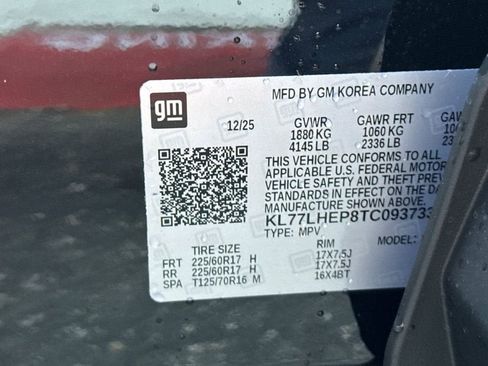 gm
MFD BY GM KOREA COMPANY
12/25 GVWR GAWR FRT
1880 KG 1060 KG
4145 LB 2336 LB
THIS VEHICLE CONFORMS TO ALL
APPLICABLE U.S. FEDERAL MOTOR
VEHICLE SAFETY AND THEFT PREV
STANDARDS IN EFFECT ON THE DA
MANUFACTURE SHOWN ABOVE.
KL77LHEP8TC093733
TYPE: MPV MODEL:
TIRE SIZE RIM
FRT 225/60R17 H 17X7.5J
RR 225/60R17 H 17X7.5J
SPA T125/70R16 M 16X4BT